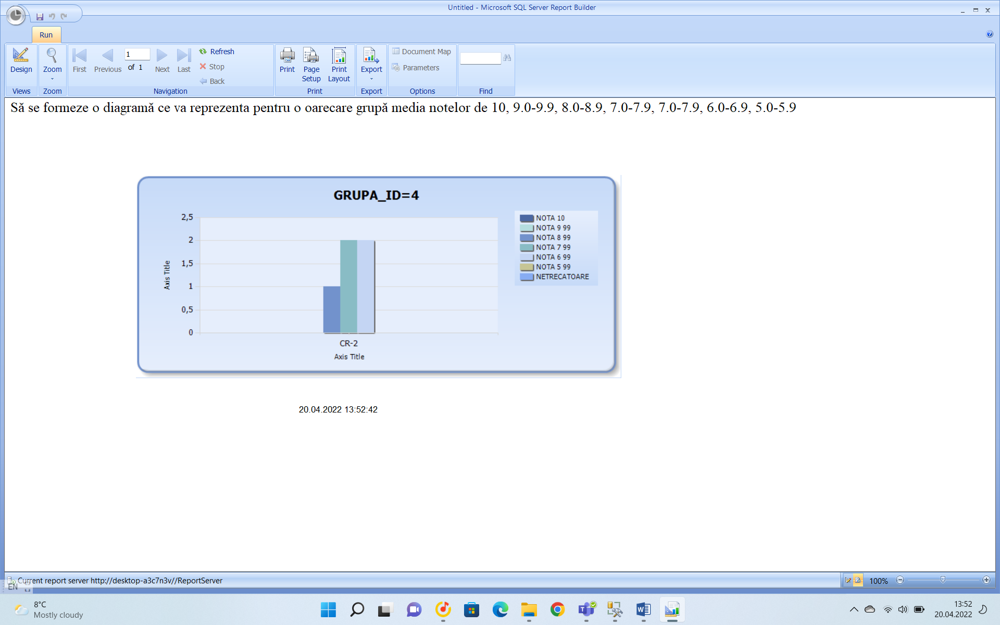 Untitled - Microsoft SQL Server Report Builder
Run
Design
Zoom
First
Previous
1
of 1
Next
Last
Refresh
Stop
Back
Print
Page Setup
Print Layout
Export
Document Map
Parameters
Views
Zoom
Navigation
Print
Export
Options
Find
Să se formeze o diagramă ce va reprezenta pentru o oarecare grupă media notelor de 10, 9.0-9.9, 8.0-8.9, 7.0-7.9, 7.0-7.9, 6.0-6.9, 5.0-5.9
GRUPA_ID=4
2,5
2
1,5
1
0,5
0
Axis Title
CR-2
Axis Title
NOTA 10
NOTA 9 99
NOTA 8 99
NOTA 7 99
NOTA 6 99
NOTA 5 99
NETRECATOARE
20.04.2022 13:52:42
Current report server http://desktop-a3c7n3v//ReportServer
100%
EN
8°C
Mostly cloudy
13:52
20.04.2022